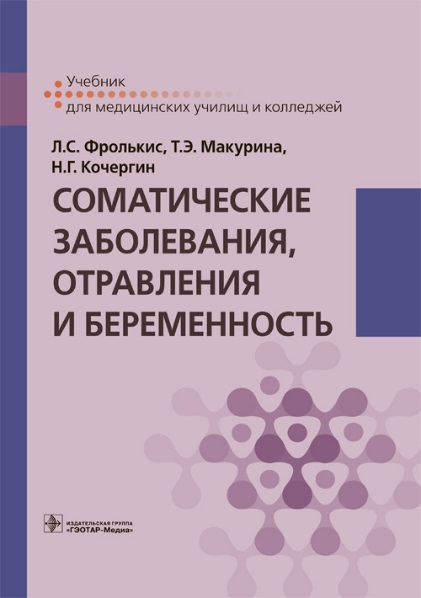 Учебник
для медицинских училищ и колледжей
Л.С. Фролькис, Т.Э. Макурина,
Н.Г. Кочергин
СОМАТИЧЕСКИЕ
ЗАБОЛЕВАНИЯ,
ОТРАВЛЕНИЯ
И БЕРЕМЕННОСТЬ
ИЗДАТЕЛЬСКАЯ ГРУППА
«ГЭОТАР-Медиа»